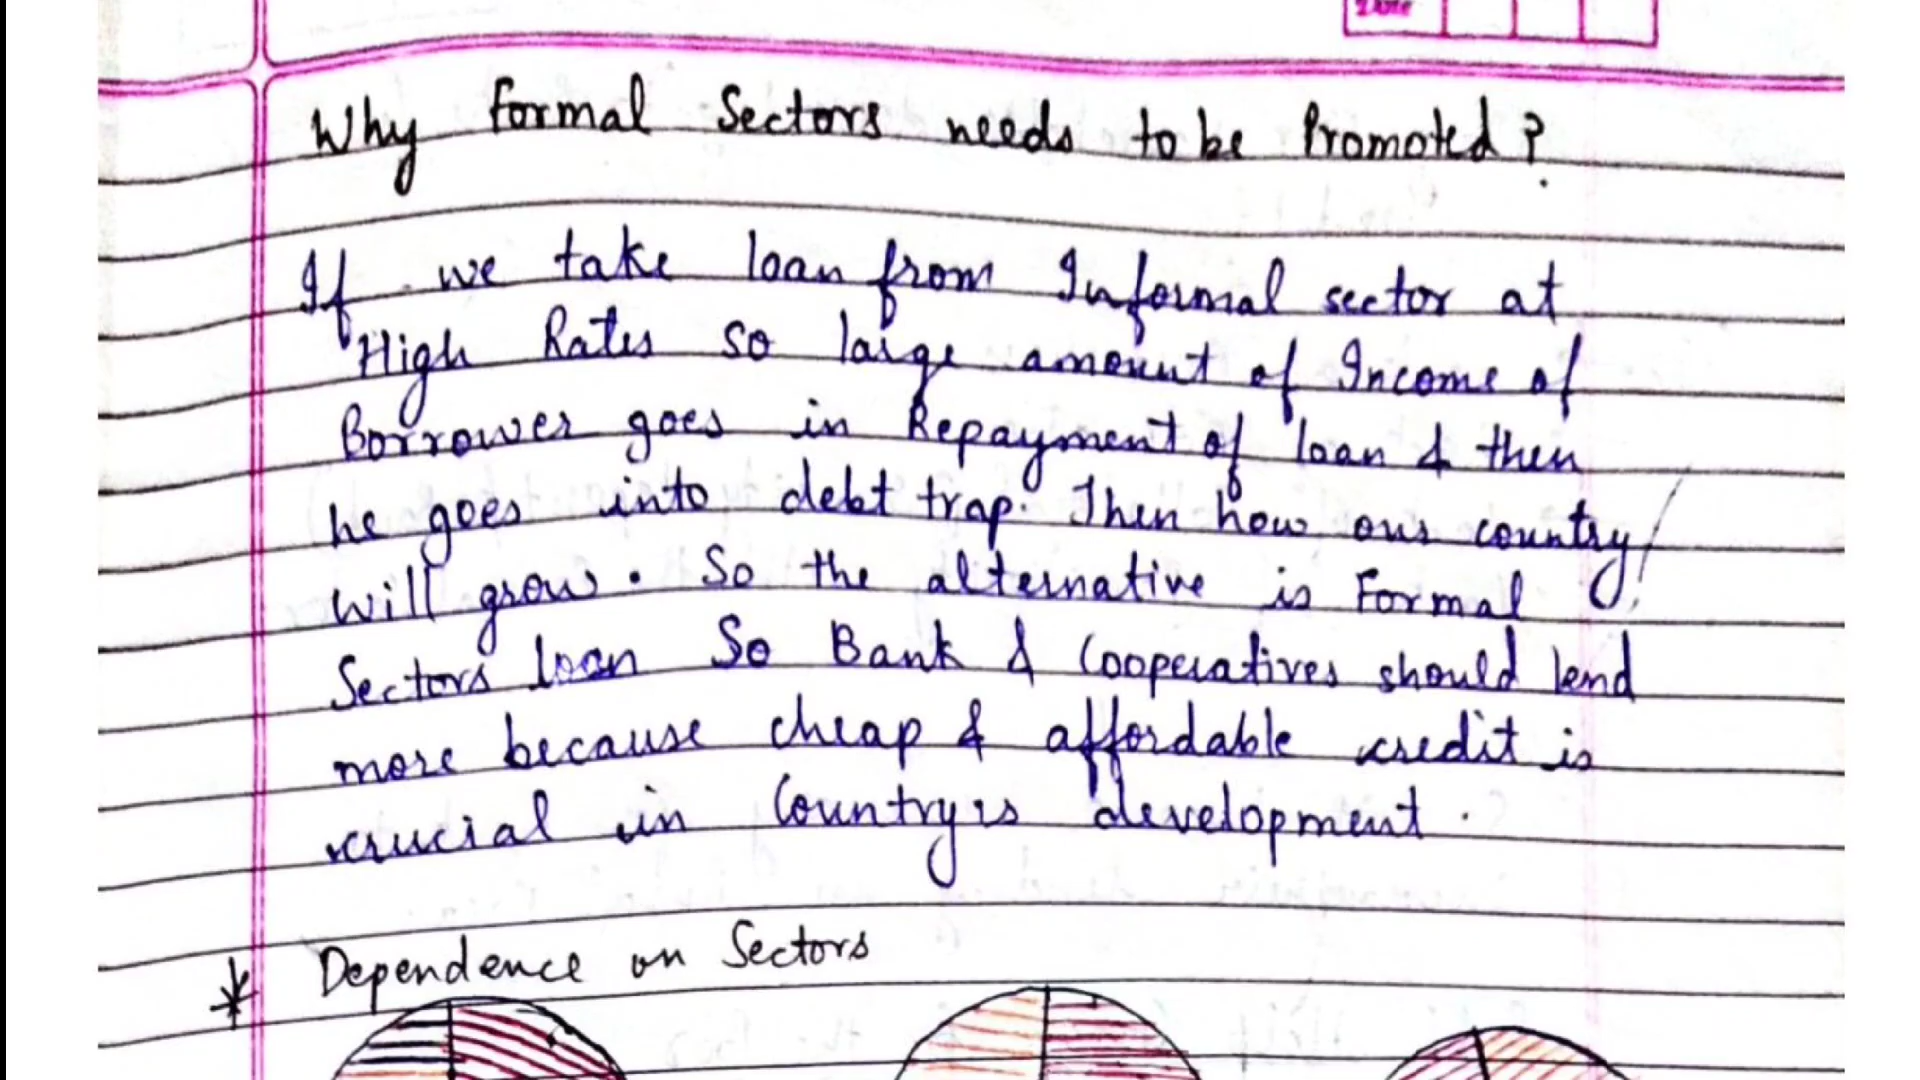 Date
Why Formal Sectors needs to be Promoted?
If we take loan from Informal sector at
High Rates so large amount of Income of
Borrower goes in Repayment of loan & then
he goes into debt trap. Then how our country
will grow. So the alternative is Formal
Sectors loan So Bank & Cooperatives should lend
more because cheap & affordable credit is
crucial in Country's development.
* Dependence on Sectors